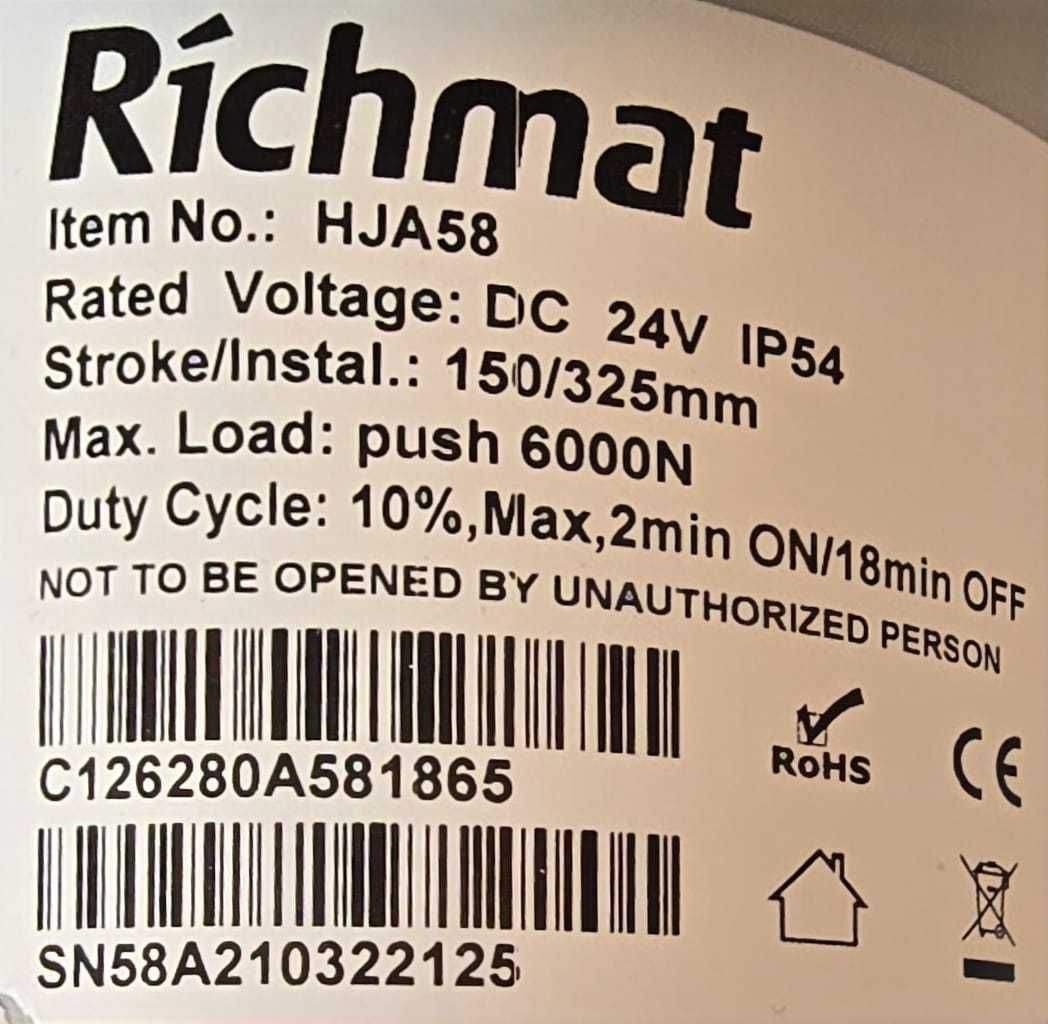 Richmat
Item No.: HJA58
Rated Voltage: DC 24V IP54
Stroke/Instal.: 150/325mm
Max. Load: push 6000N
Duty Cycle: 10%,Max,2min ON/18min OFF
NOT TO BE OPENED BY UNAUTHORIZED PERSON
C126280A581865
RoHS
CE
SN58A210322125